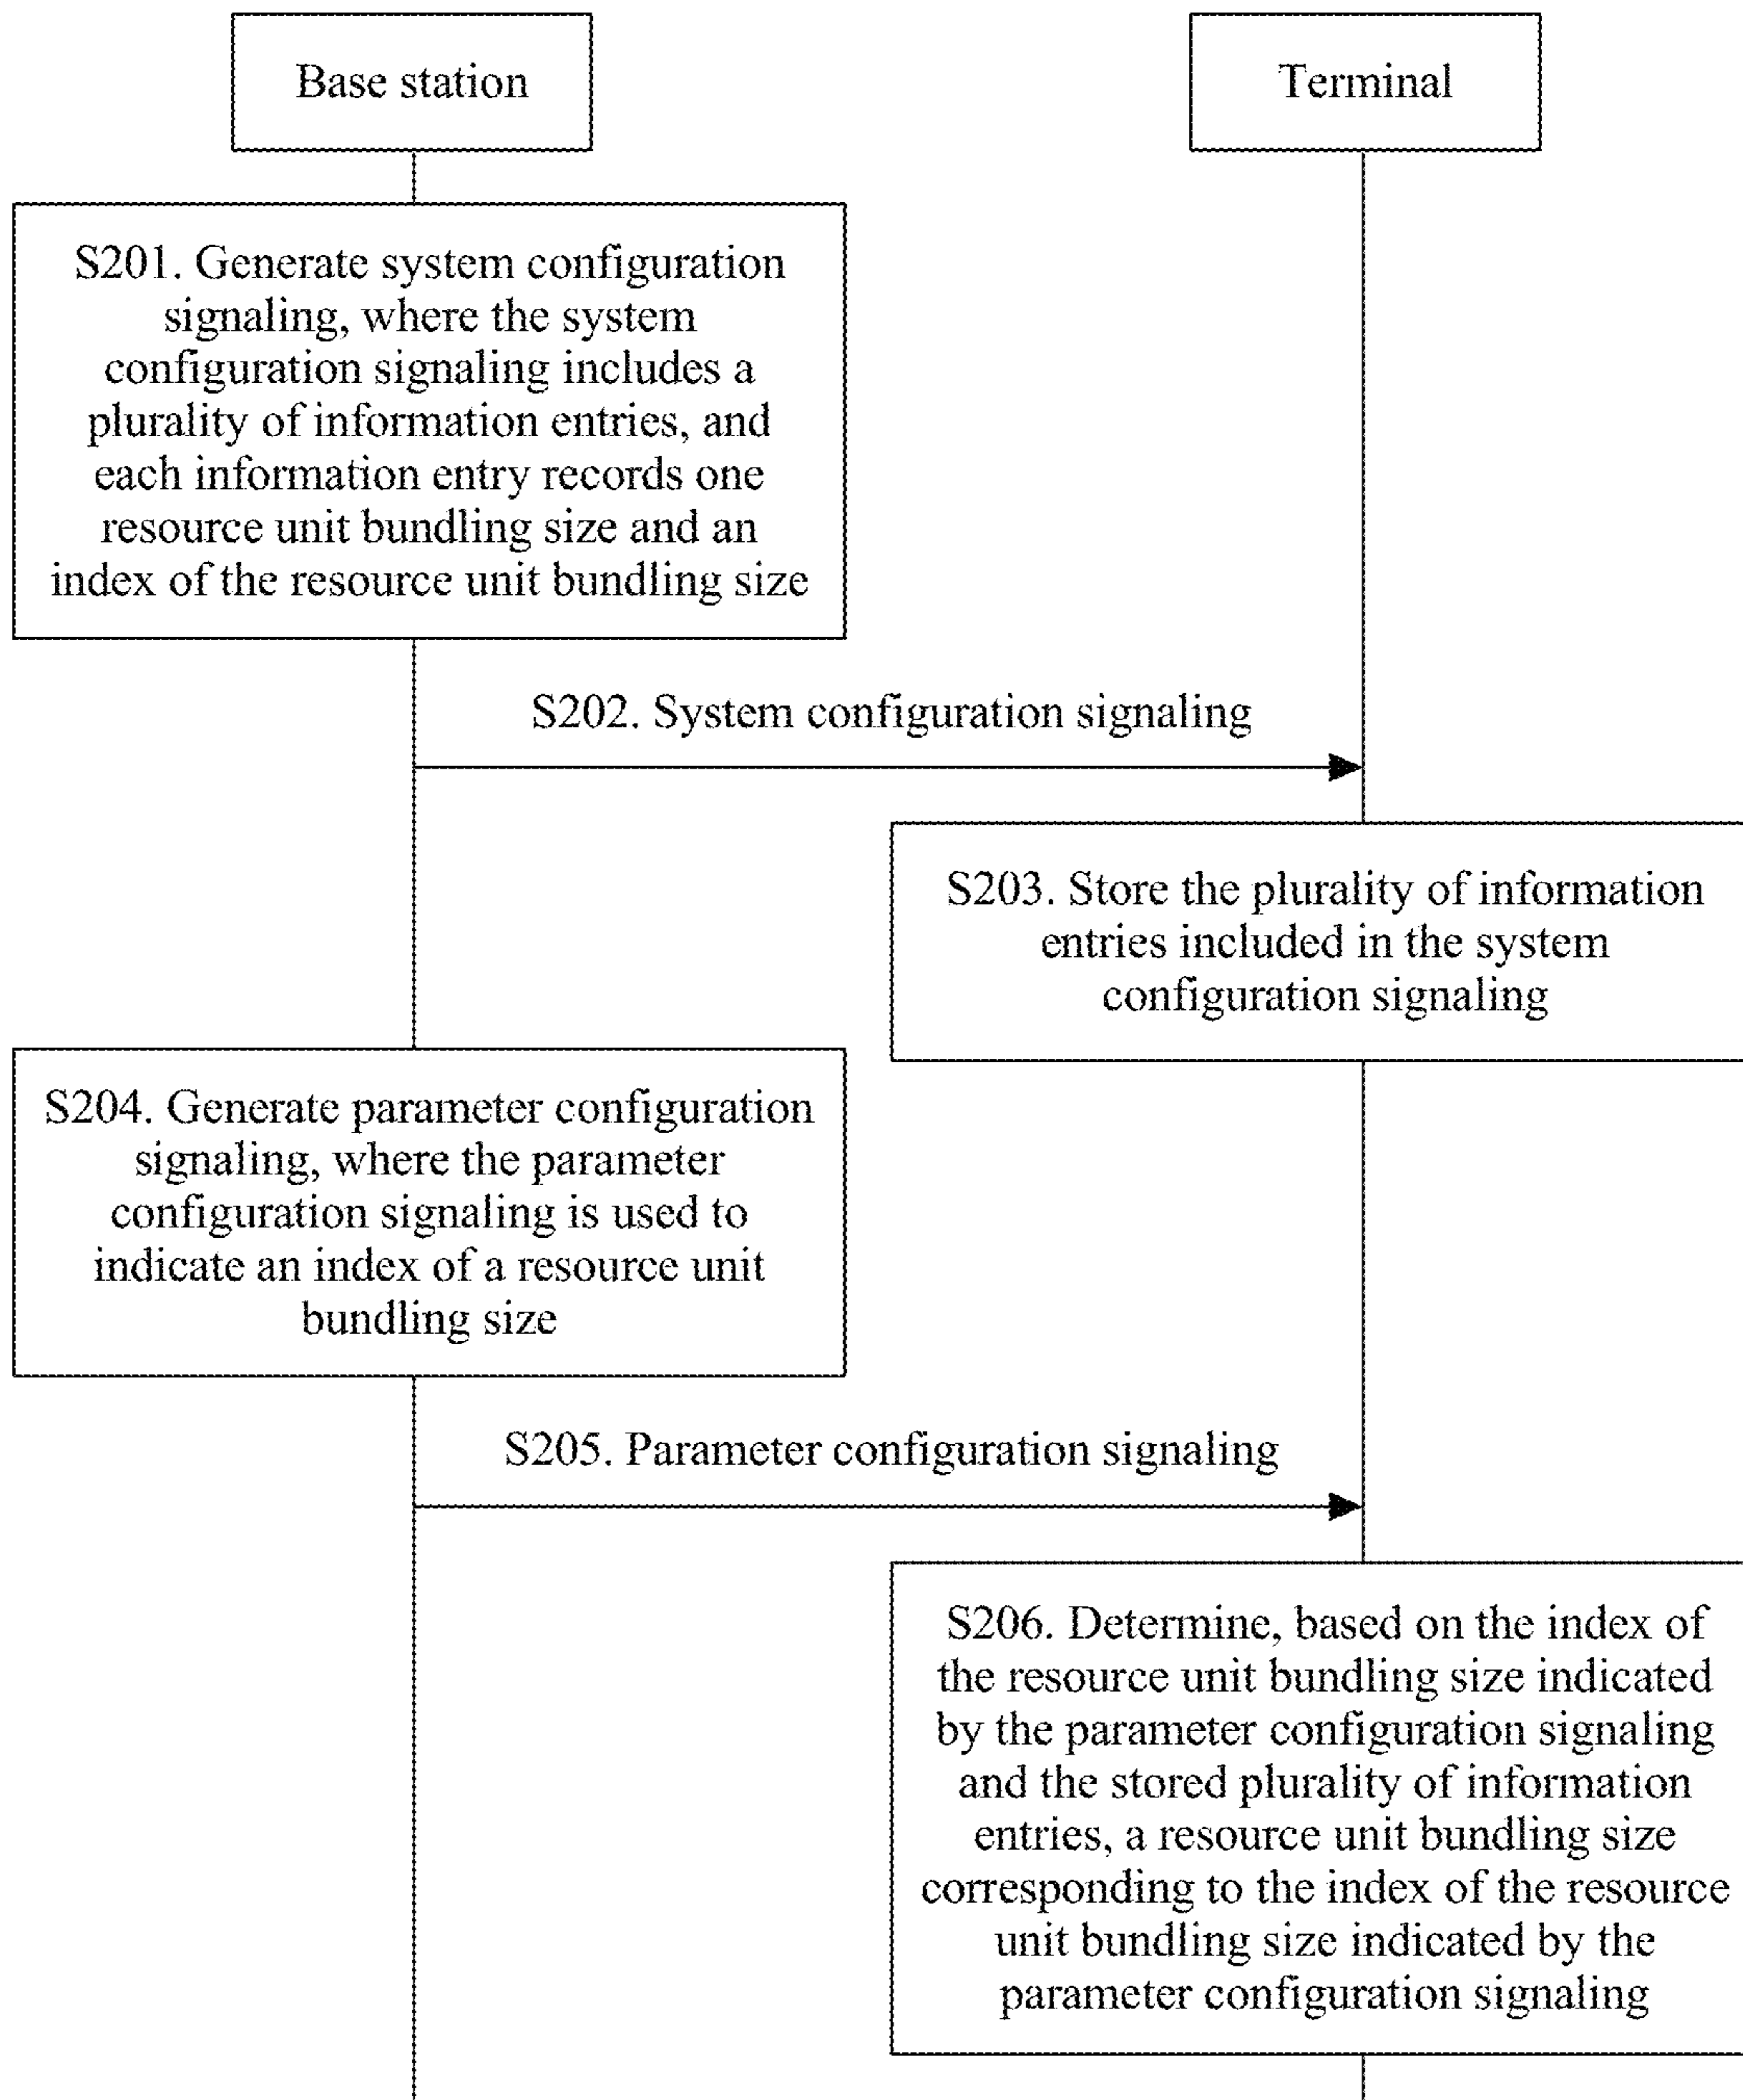 Base station
Terminal
S201. Generate system configuration
signaling, where the system
configuration signaling includes a
plurality of information entries, and
each information entry records one
resource unit bundling size and an
index of the resource unit bundling size
S202. System configuration signaling
S203. Store the plurality of information
entries included in the system
configuration signaling
S204. Generate parameter configuration
signaling, where the parameter
configuration signaling is used to
indicate an index of a resource unit
bundling size
S205. Parameter configuration signaling
S206. Determine, based on the index of
the resource unit bundling size indicated
by the parameter configuration signaling
and the stored plurality of information
entries, a resource unit bundling size
corresponding to the index of the resource
unit bundling size indicated by the
parameter configuration signaling